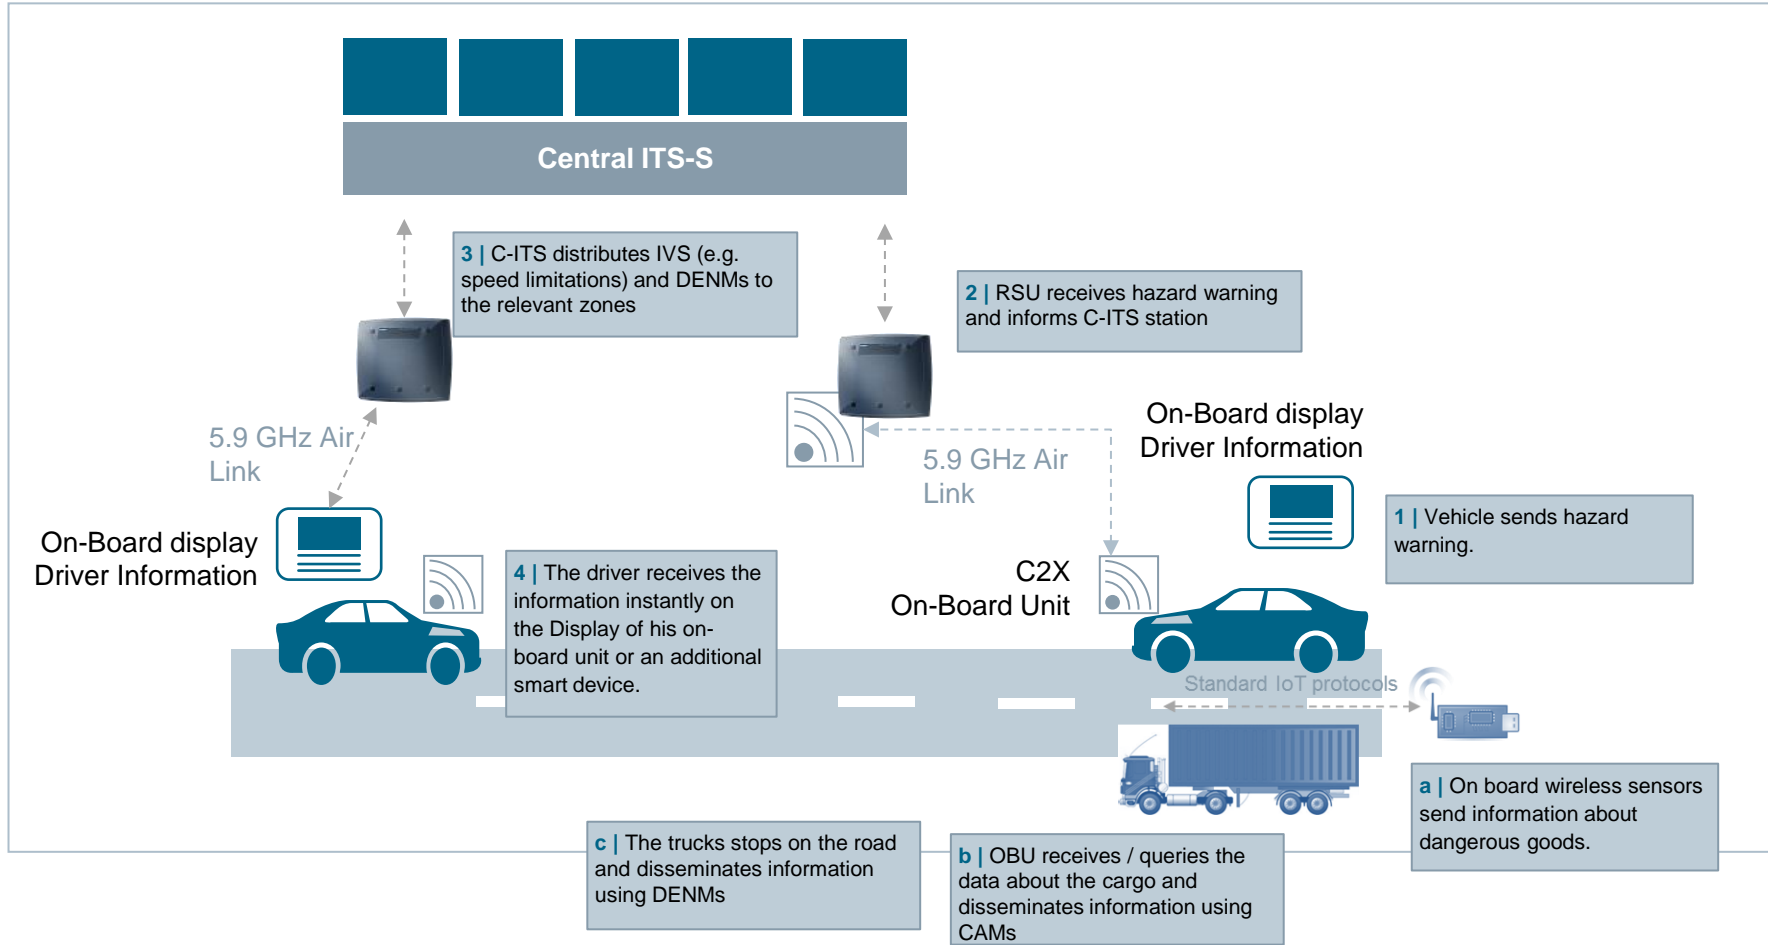 Central ITS-S
3 | C-ITS distributes IVS (e.g.
speed limitations) and DENMs to
the relevant zones
2 | RSU receives hazard warning
and informs C-ITS station
5.9 GHz Air
Link
5.9 GHz Air
Link
On-Board display
Driver Information
1 | Vehicle sends hazard
warning.
On-Board display
Driver Information
4 | The driver receives the
information instantly on
the Display of his on-
board unit or an additional
smart device.
C2X
On-Board Unit
Standard IoT protocols
a | On board wireless sensors
send information about
dangerous goods.
c | The trucks stops on the road
and disseminates information
using DENMs
b | OBU receives / queries the
data about the cargo and
disseminates information using
CAMs